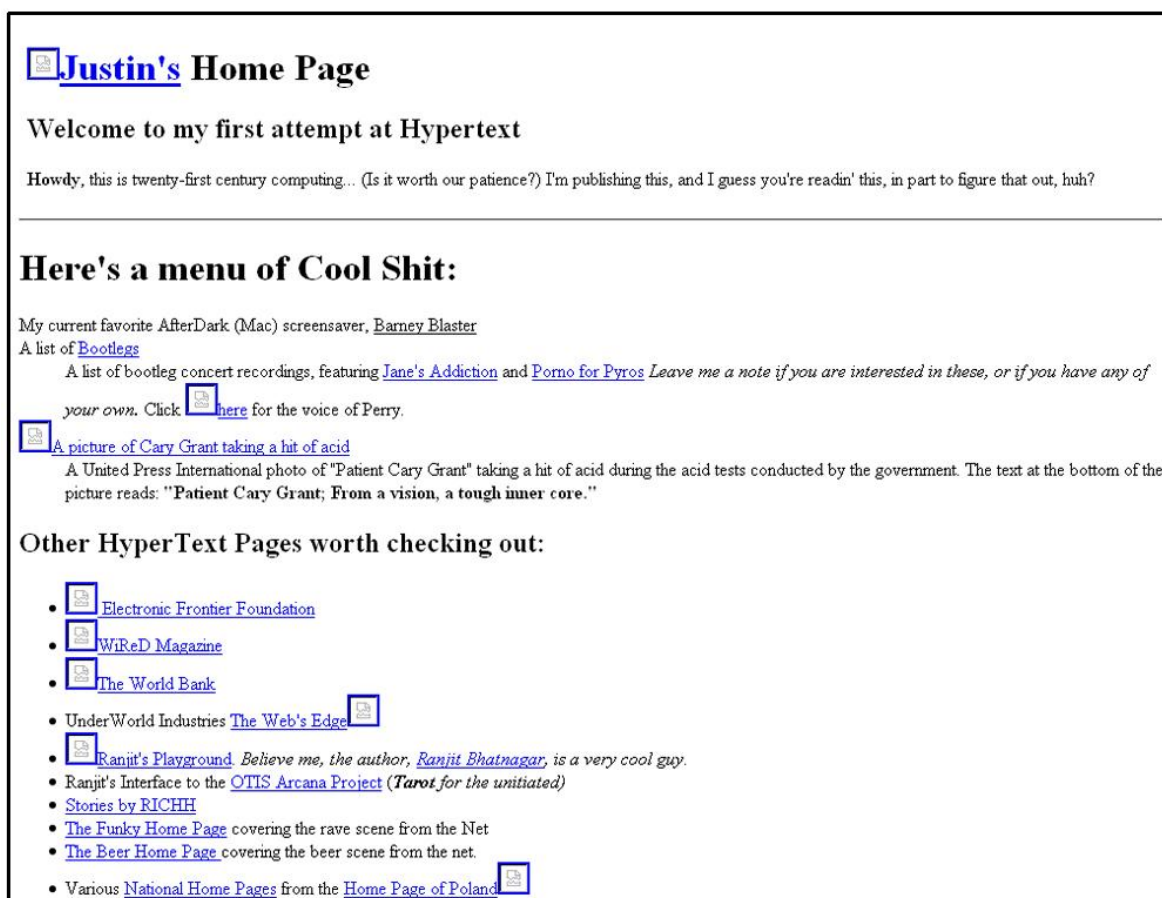 Justin's Home Page
Welcome to my first attempt at Hypertext
Howdy, this is twenty-first century computing... (Is it worth our patience?) I'm publishing this, and I guess you're readin' this, in part to figure that out, huh?
Here's a menu of Cool Shit:
My current favorite AfterDark (Mac) screensaver, Barney Blaster
A list of Bootlegs
A list of bootleg concert recordings, featuring Jane's Addiction and Porno for Pyros Leave me a note if you are interested in these, or if you have any of
your own. Click here for the voice of Perry.
A picture of Cary Grant taking a hit of acid
A United Press International photo of "Patient Cary Grant" taking a hit of acid during the acid tests conducted by the government. The text at the bottom of the
picture reads: "Patient Cary Grant; From a vision, a tough inner core."
Other HyperText Pages worth checking out:
• Electronic Frontier Foundation
• WiReD Magazine
• The World Bank
• UnderWorld Industries The Web's Edge
• Ranjit's Playground. Believe me, the author, Ranjit Bhatnagar, is a very cool guy.
• Ranjit's Interface to the OTIS Arcana Project (Tarot for the unitiated)
• Stories by RICHH
• The Funky Home Page covering the rave scene from the Net
• The Beer Home Page covering the beer scene from the net.
• Various National Home Pages from the Home Page of Poland